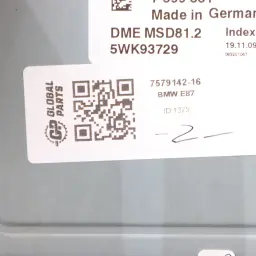 Made in German
DME MSD81.2
Index
5WK93729
19.11.09
GLOBAL
PARTS
7579142-16
BMW E87
ID 1329
-2-